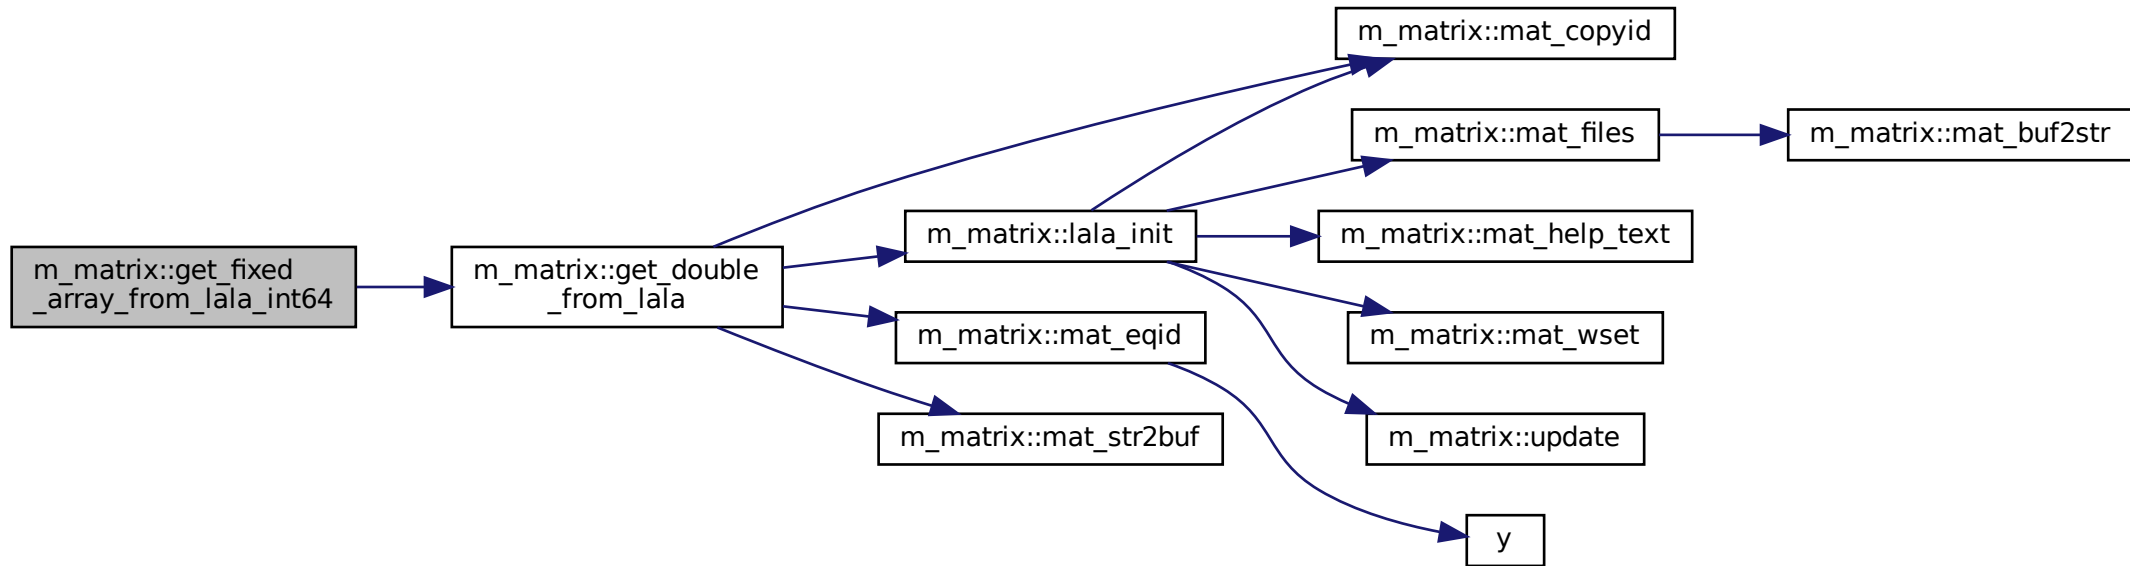 m_matrix::get_fixed
_array_from_lala_int64
m_matrix::get_double
_from_lala
m_matrix::mat_copyid
m_matrix::lala_init
m_matrix::mat_files
m_matrix::mat_buf2str
m_matrix::mat_help_text
m_matrix::mat_wset
m_matrix::update
m_matrix::mat_eqid
y
m_matrix::mat_str2buf